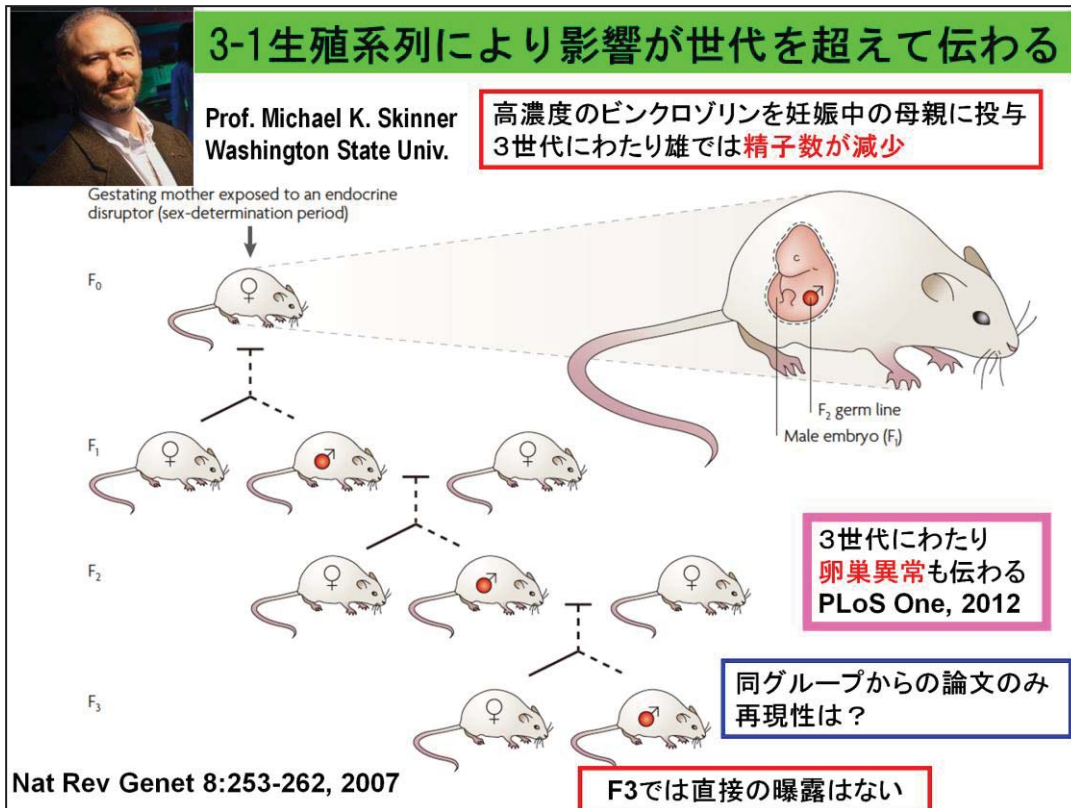 3-1生殖系列により影響が世代を超えて伝わる
Prof. Michael K. Skinner
Washington State Univ.
高濃度のビンクロゾリンを妊娠中の母親に投与
３世代にわたり雄では精子数が減少
Gestating mother exposed to an endocrine
disruptor (sex-determination period)
F₀
♀
c
♂
F₂ germ line
Male embryo (F₁)
F₁
♀
♂
♀
F₂
♀
♂
♀
３世代にわたり
卵巣異常も伝わる
PLoS One, 2012
同グループからの論文のみ
再現性は？
F₃
♀
♂
Nat Rev Genet 8:253-262, 2007
F3では直接の曝露はない